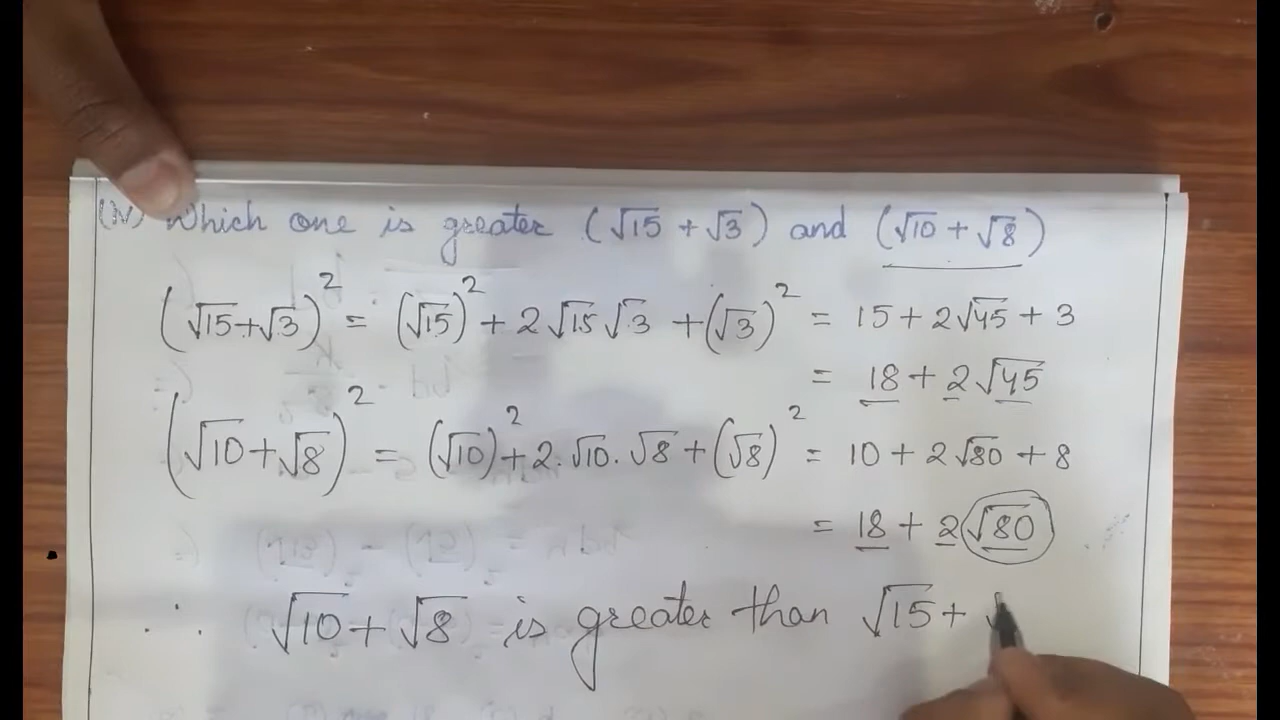 (IV) Which one is greater (√15 + √3) and (√10 + √8)
(√15+√3)² = (√15)² + 2√15√3 + (√3)² = 15 + 2√45 + 3
= 18 + 2√45
(√10+√8)² = (√10)²+2.√10.√8+(√8)² = 10 + 2√80 + 8
= 18 + 2√80
∴ √10 + √8 is greater than √15 + √